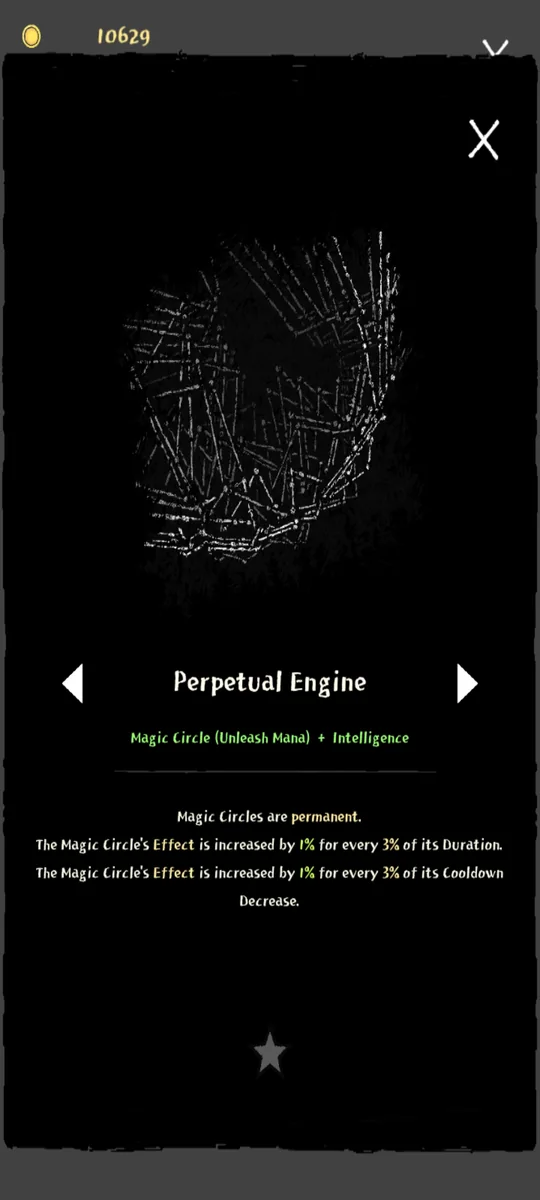 10629
X
Perpetual Engine
Magic Circle (Unleash Mana) + Intelligence
Magic Circles are permanent.
The Magic Circle's Effect is increased by 1% for every 3% of its Duration.
The Magic Circle's Effect is increased by 1% for every 3% of its Cooldown
Decrease.